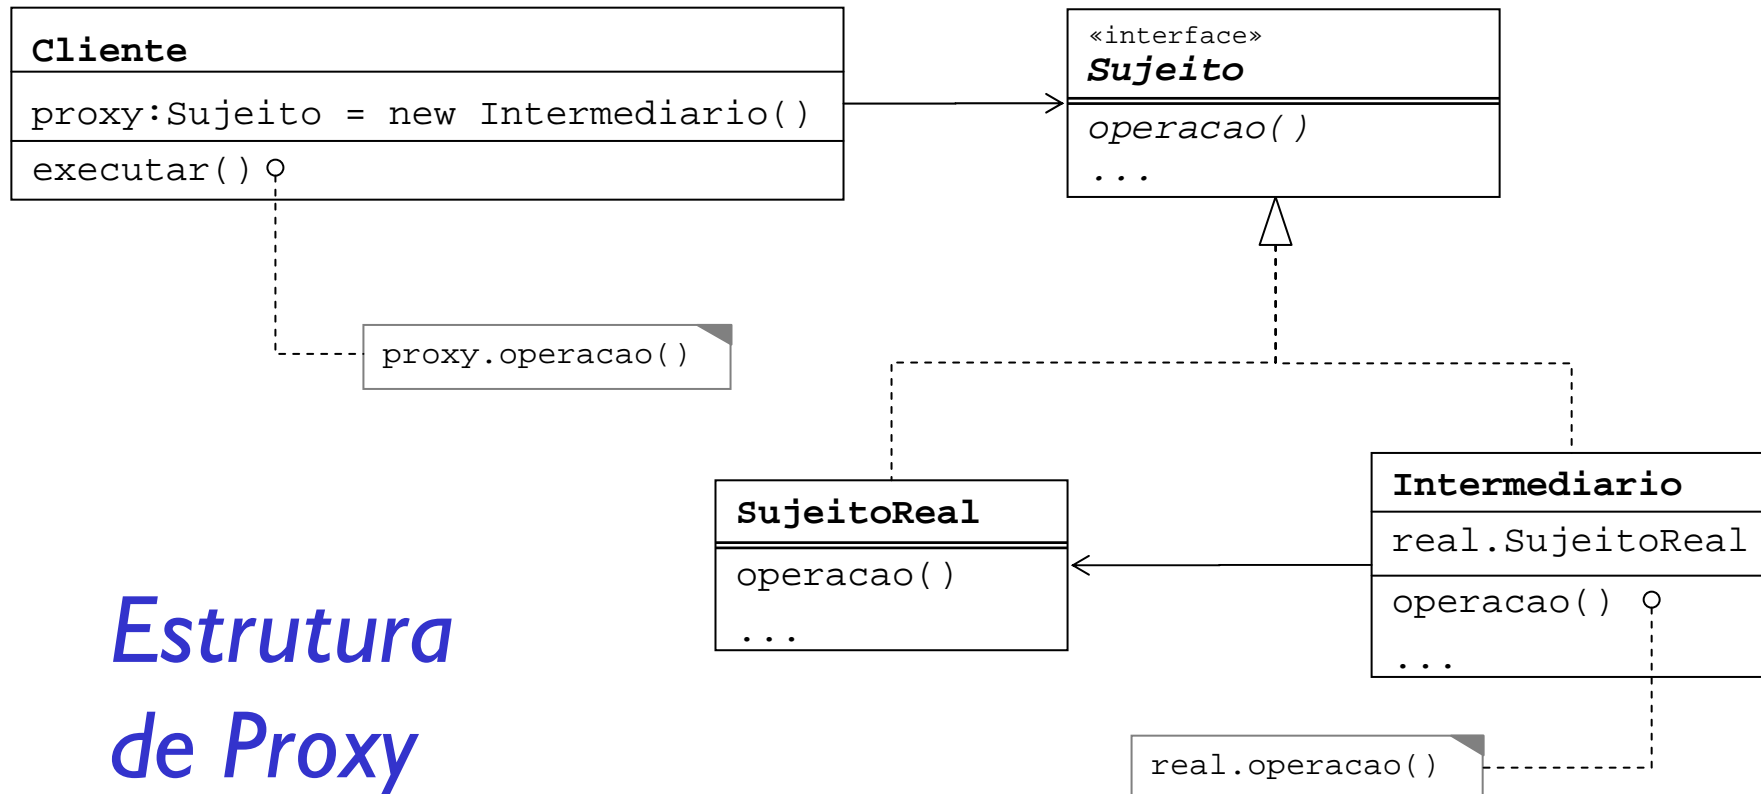 Cliente
proxy:Sujeito = new Intermediario()
executar()
«interface»
Sujeito
operacao()
...
proxy.operacao()
SujeitoReal
operacao()
...
Intermediario
real.SujeitoReal
operacao()
...
real.operacao()
Estrutura
de Proxy